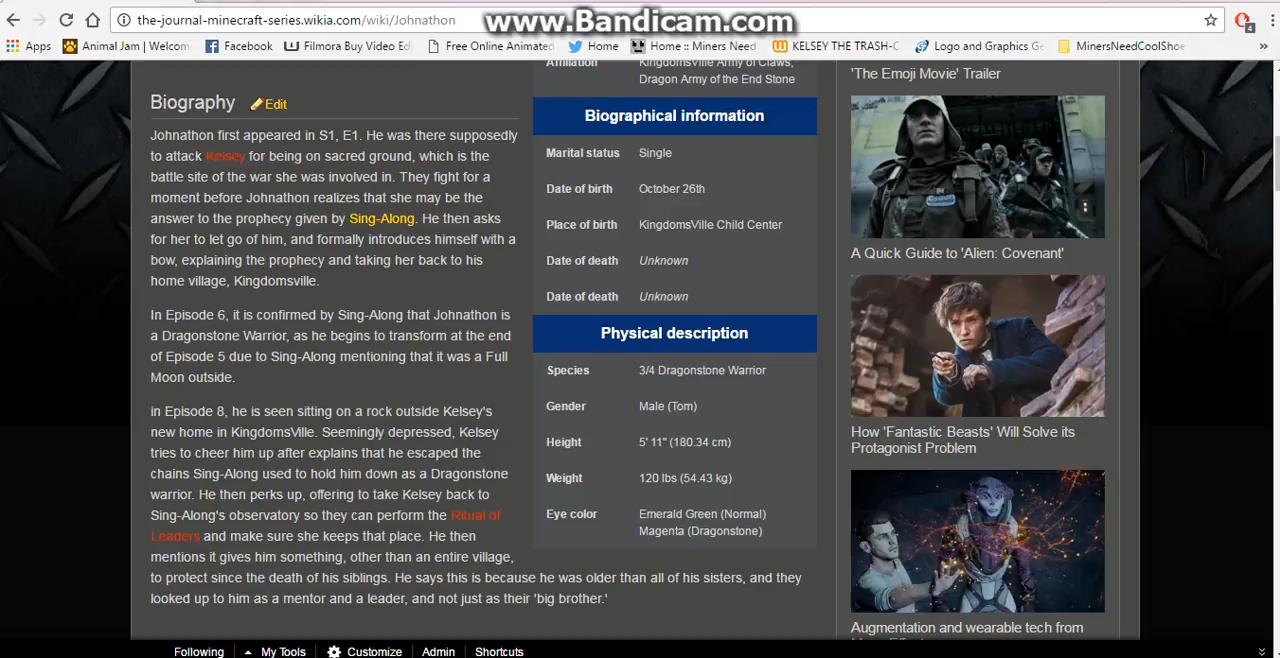 www.Bandicam.com
the-journal-minecraft-series.wikia.com/wiki/Johnathon
4
Apps
Animal Jam | Welcom
Facebook
Filmora Buy Video Ed
Free Online Animated
Home
Home :: Miners Need
KELSEY THE TRASH-C
Logo and Graphics Ge
MinersNeedCoolShoe
»
Biography Edit
Johnathon first appeared in S1, E1. He was there supposedly
to attack Kelsey for being on sacred ground, which is the
battle site of the war she was involved in. They fight for a
moment before Johnathon realizes that she may be the
answer to the prophecy given by Sing-Along. He then asks
for her to let go of him, and formally introduces himself with a
bow, explaining the prophecy and taking her back to his
home village, Kingdomsville.
In Episode 6, it is confirmed by Sing-Along that Johnathon is
a Dragonstone Warrior, as he begins to transform at the end
of Episode 5 due to Sing-Along mentioning that it was a Full
Moon outside.
in Episode 8, he is seen sitting on a rock outside Kelsey's
new home in KingdomsVille. Seemingly depressed, Kelsey
tries to cheer him up after explains that he escaped the
chains Sing-Along used to hold him down as a Dragonstone
warrior. He then perks up, offering to take Kelsey back to
Sing-Along's observatory so they can perform the Ritual of
Leaders and make sure she keeps that place. He then
mentions it gives him something, other than an entire village,
to protect since the death of his siblings. He says this is because he was older than all of his sisters, and they
looked up to him as a mentor and a leader, and not just as their 'big brother.'
Affiliation KingdomsVille Army of Claws,
Dragon Army of the End Stone
Biographical information
Marital status Single
Date of birth October 26th
Place of birth KingdomsVille Child Center
Date of death Unknown
Date of death Unknown
Physical description
Species 3/4 Dragonstone Warrior
Gender Male (Tom)
Height 5' 11" (180.34 cm)
Weight 120 lbs (54.43 kg)
Eye color Emerald Green (Normal)
Magenta (Dragonstone)
'The Emoji Movie' Trailer
A Quick Guide to 'Alien: Covenant'
How 'Fantastic Beasts' Will Solve its
Protagonist Problem
Augmentation and wearable tech from
Following
My Tools
Customize
Admin
Shortcuts